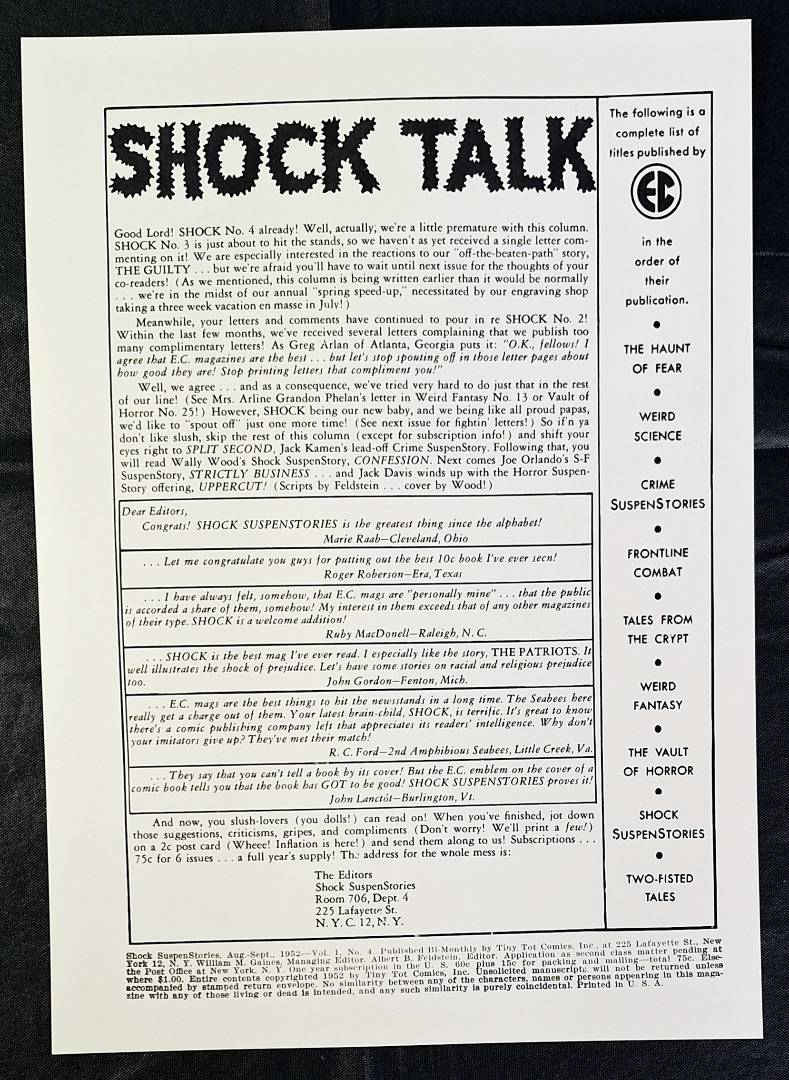 SHOCK TALK
Good Lord! SHOCK No. 4 already! Well, actually, we're a little premature with this column.
SHOCK No. 3 is just about to hit the stands, so we haven't as yet received a single letter com-
menting on it! We are especially interested in the reactions to our "off-the-beaten-path" story,
THE GUILTY . . . but we're afraid you'll have to wait until next issue for the thoughts of your
co-readers! (As we mentioned, this column is being written earlier than it would be normally
. . . we're in the midst of our annual "spring speed-up," necessitated by our engraving shop
taking a three week vacation en masse in July!)
Meanwhile, your letters and comments have continued to pour in re SHOCK No. 2!
Within the last few months, we've received several letters complaining that we publish too
many complimentary letters! As Greg Arlan of Atlanta, Georgia puts it: "O.K., fellows! I
agree that E.C. magazines are the best . . . but let's stop spouting off in those letter pages about
how good they are! Stop printing letters that compliment you!"
Well, we agree . . . and as a consequence, we've tried very hard to do just that in the rest
of our line! (See Mrs. Arline Grandon Phelan's letter in Weird Fantasy No. 13 or Vault of
Horror No. 25!) However, SHOCK being our new baby, and we being like all proud papas,
we'd like to "spout off" just one more time! (See next issue for fightin' letters!) So if'n ya
don't like slush, skip the rest of this column (except for subscription info!) and shift your
eyes right to SPLIT SECOND, Jack Kamen's lead-off Crime SuspenStory. Following that, you
will read Wally Wood's Shock SuspenStory, CONFESSION. Next comes Joe Orlando's S-F
SuspenStory, STRICTLY BUSINESS . . . and Jack Davis winds up with the Horror Suspen-
Story offering, UPPERCUT! (Scripts by Feldstein . . . cover by Wood!)
Dear Editors,
Congrats! SHOCK SUSPENSTORIES is the greatest thing since the alphabet!
Marie Raab—Cleveland, Ohio
. . . Let me congratulate you guys for putting out the best 10c book I've ever seen!
Roger Roberson—Era, Texas
. . . I have always felt, somehow, that E.C. mags are "personally mine" . . . that the public
is accorded a share of them, somehow! My interest in them exceeds that of any other magazines
of their type. SHOCK is a welcome addition!
Ruby MacDonell—Raleigh, N. C.
. . . SHOCK is the best mag I've ever read. I especially like the story, THE PATRIOTS. It
well illustrates the shock of prejudice. Let's have some stories on racial and religious prejudice
too. John Gordon—Fenton, Mich.
. . . E.C. mags are the best things to hit the newsstands in a long time. The Seabees here
really get a charge out of them. Your latest brain-child, SHOCK, is terrific. It's great to know
there's a comic publishing company left that appreciates its readers' intelligence. Why don't
your imitators give up? They've met their match!
R. C. Ford—2nd Amphibious Seabees, Little Creek, Va.
. . . They say that you can't tell a book by its cover! But the E.C. emblem on the cover of a
comic book tells you that the book has GOT to be good! SHOCK SUSPENSTORIES proves it!
John Lanctôt—Burlington, Vt.
And now, you slush-lovers (you dolls!) can read on! When you've finished, jot down
those suggestions, criticisms, gripes, and compliments (Don't worry! We'll print a few!)
on a 2c post card (Wheee! Inflation is here!) and send them along to us! Subscriptions . . .
75c for 6 issues . . . a full year's supply! The address for the whole mess is:
The Editors
Shock SuspenStories
Room 706, Dept. 4
225 Lafayette St.
N. Y. C. 12, N. Y.
The following is a
complete list of
titles published by
EC
in the
order of
their
publication.
•
THE HAUNT
OF FEAR
•
WEIRD
SCIENCE
•
CRIME
SUSPENSTORIES
•
FRONTLINE
COMBAT
•
TALES FROM
THE CRYPT
•
WEIRD
FANTASY
•
THE VAULT
OF HORROR
•
SHOCK
SUSPENSTORIES
•
TWO-FISTED
TALES
Shock SuspenStories, Aug.-Sept., 1952—Vol. 1, No. 4. Published Bi-Monthly by Tiny Tot Comics, Inc., at 225 Lafayette St., New
York 12, N. Y. William M. Gaines, Managing Editor. Albert B. Feldstein, Editor. Application as second class matter pending at
the Post Office at New York, N. Y. One year subscription in the U. S. 60c plus 15c for packing and mailing—total 75c. Else-
where $1.00. Entire contents copyrighted 1952 by Tiny Tot Comics, Inc. Unsolicited manuscripts will not be returned unless
accompanied by stamped return envelope. No similarity between any of the characters, names or persons appearing in this maga-
zine with any of those living or dead is intended, and any such similarity is purely coincidental. Printed in U. S. A.